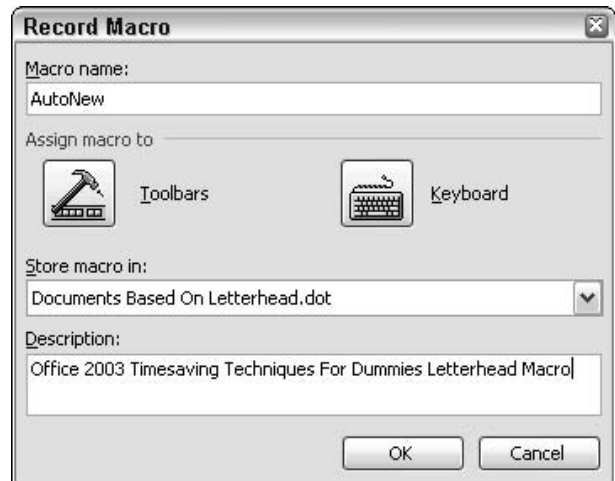 Record Macro
Macro name:
AutoNew
Assign macro to
Toolbars
Keyboard
Store macro in:
Documents Based On Letterhead.dot
Description:
Office 2003 Timesaving Techniques For Dummies Letterhead Macro
OK
Cancel